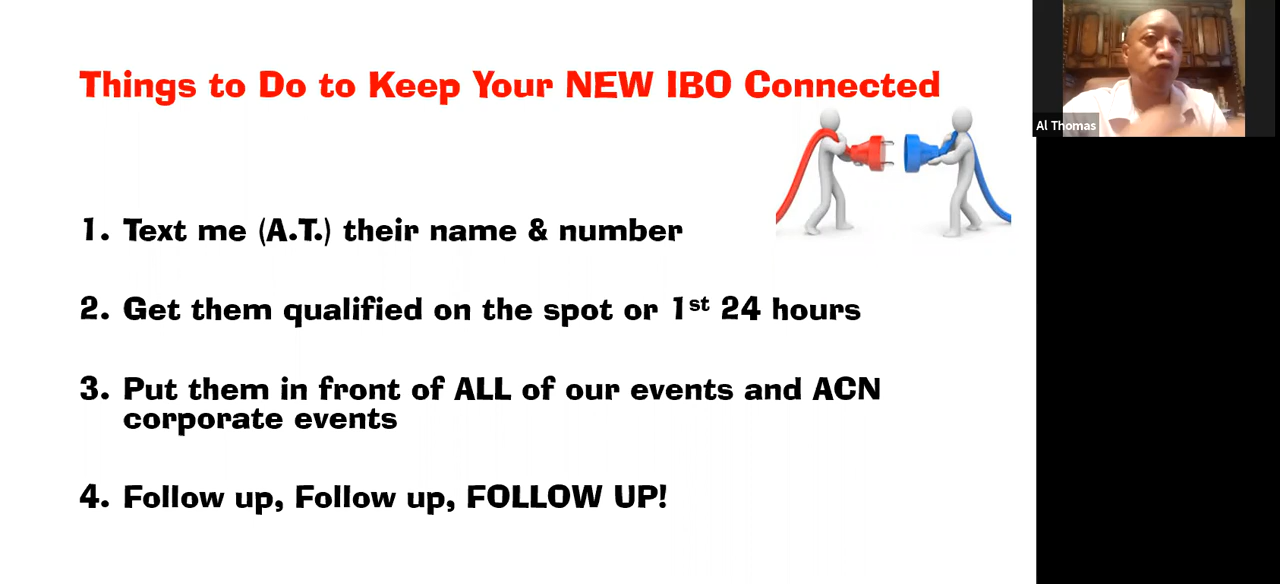 Things to Do to Keep Your NEW IBO Connected
Al Thomas
1. Text me (A.T.) their name & number
2. Get them qualified on the spot or 1st 24 hours
3. Put them in front of ALL of our events and ACN
corporate events
4. Follow up, Follow up, FOLLOW UP!